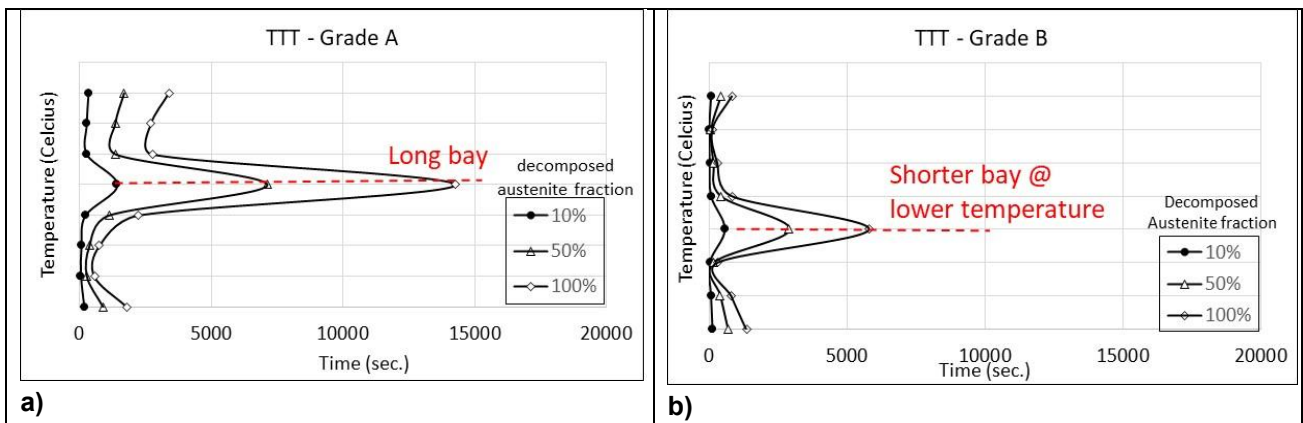 TTT - Grade A
Temperature (Celcius)
Long bay
decomposed
austenite fraction
10%
50%
100%
0 5000 10000 15000 20000
Time (sec.)
a)
TTT - Grade B
Temperature (Celcius)
Shorter bay @
lower temperature
Decomposed
Austenite fraction
10%
50%
100%
0 5000 10000 15000 20000
Time (sec.)
b)